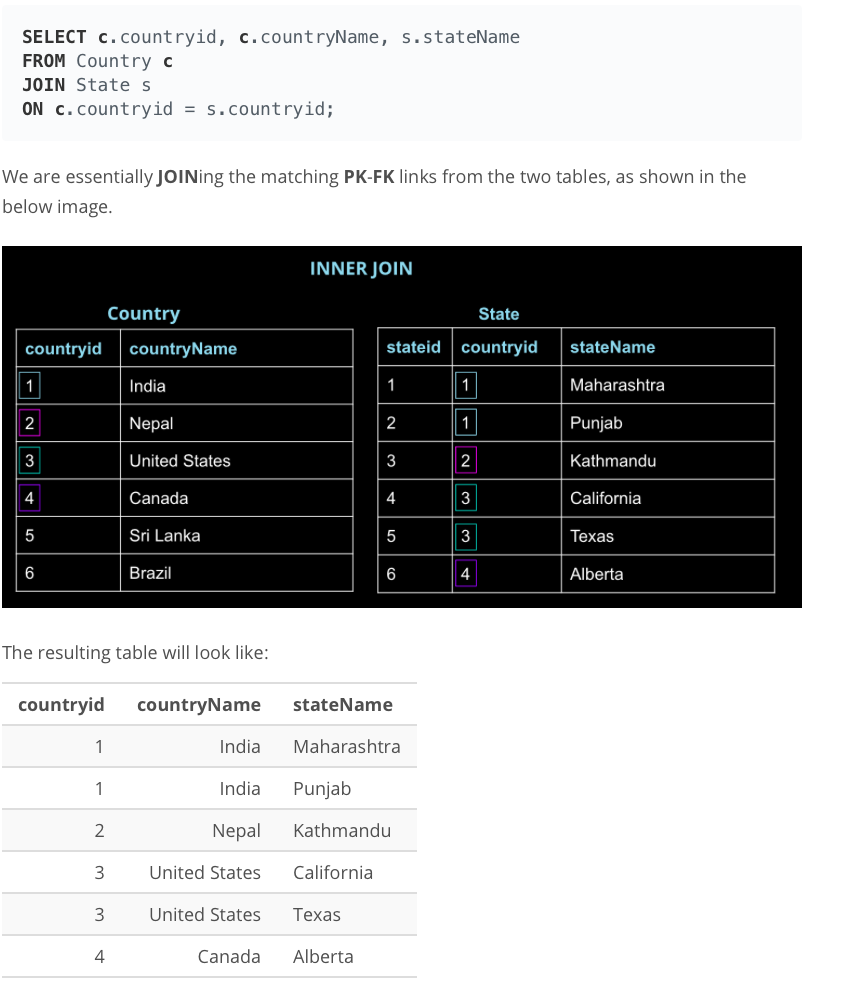 SELECT c.countryid, c.countryName, s.stateName
FROM Country c
JOIN State s
ON c.countryid = s.countryid;
We are essentially JOINing the matching PK-FK links from the two tables, as shown in the
below image.
INNER JOIN
Country
countryid countryName
1 India
2 Nepal
3 United States
4 Canada
5 Sri Lanka
6 Brazil
State
stateid countryid stateName
1 1 Maharashtra
2 1 Punjab
3 2 Kathmandu
4 3 California
5 3 Texas
6 4 Alberta
The resulting table will look like:
countryid countryName stateName
1 India Maharashtra
1 India Punjab
2 Nepal Kathmandu
3 United States California
3 United States Texas
4 Canada Alberta